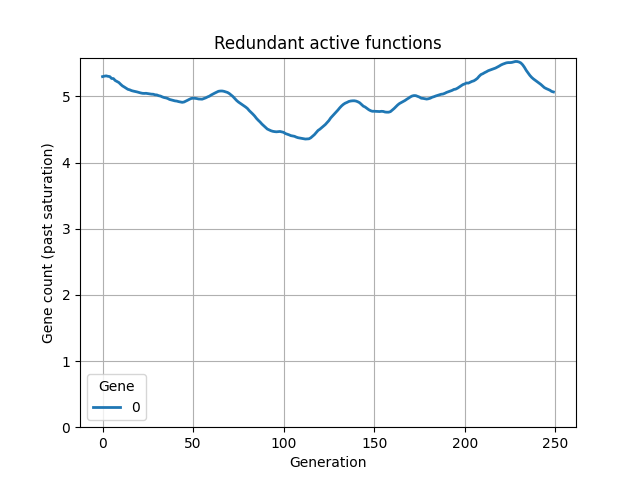 Redundant active functions
Gene count (past saturation)
5
4
3
2
1
0
Gene
0
0 50 100 150 200 250
Generation